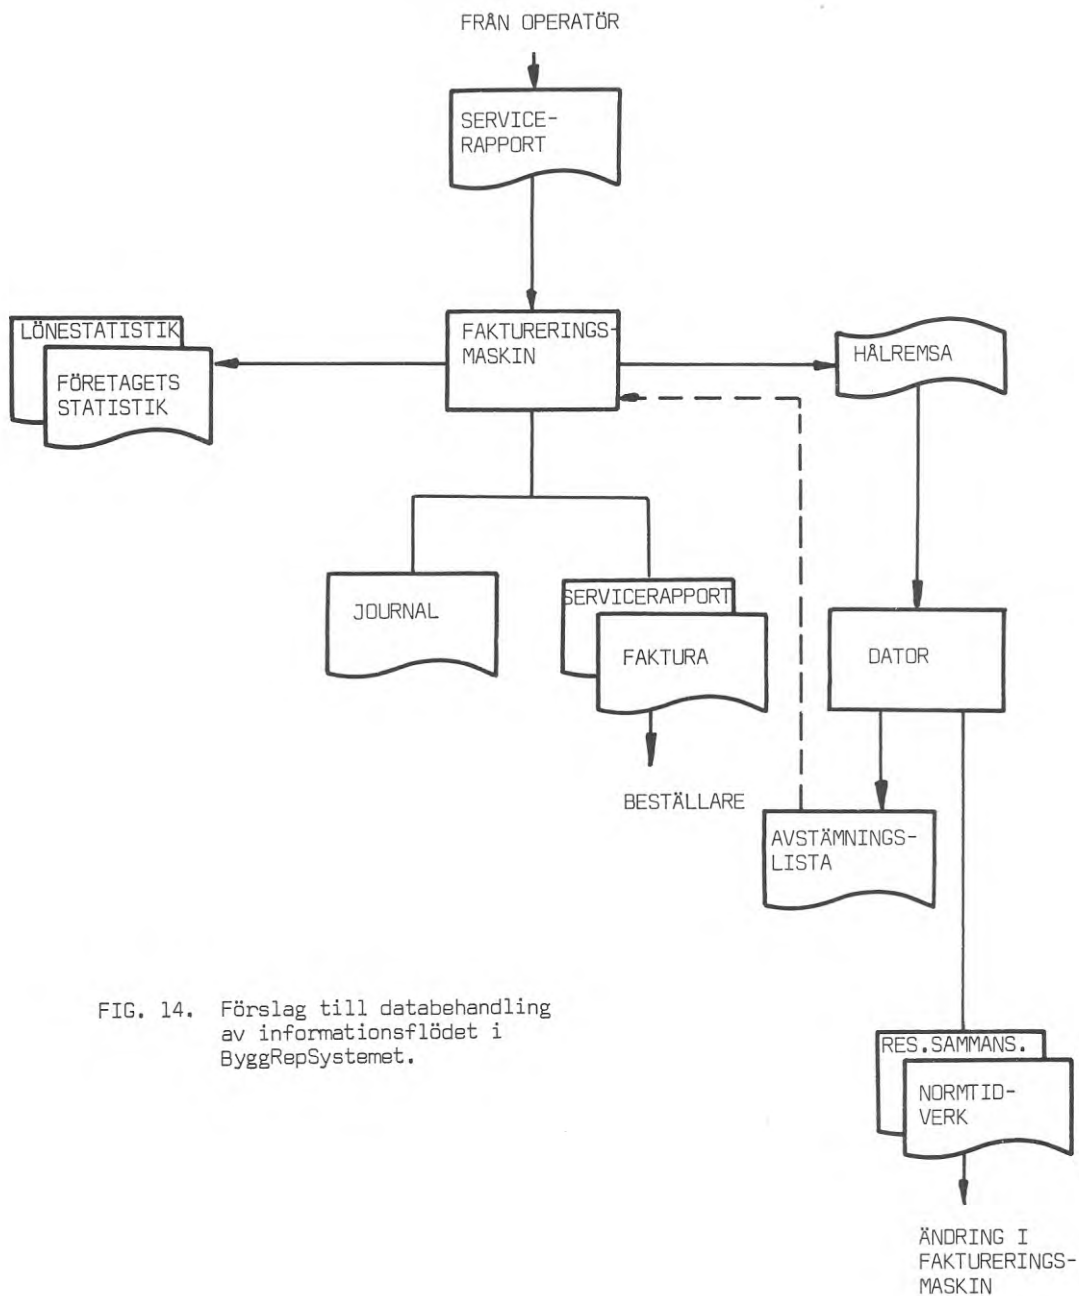 FRÅN OPERATÖR
SERVICE-
RAPPORT
LÖNESTATISTIK
FÖRETAGETS
STATISTIK
FAKTURERINGS-
MASKIN
HÅLREMSA
JOURNAL
SERVICERAPPORT
FAKTURA
DATOR
BESTÄLLARE
AVSTÄMNINGS-
LISTA
FIG. 14. Förslag till databehandling
av informationsflödet i
ByggRepSystemet.
RES.SAMMANS.
NORMTID-
VERK
ÄNDRING I
FAKTURERINGS-
MASKIN